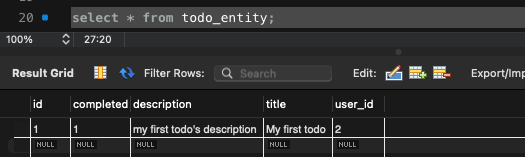 20 select * from todo_entity;
100% 27:20
Result Grid Filter Rows: Search Edit: Export/Imp
id completed description title user_id
1 1 my first todo's description My first todo 2
NULL NULL NULL NULL NULL